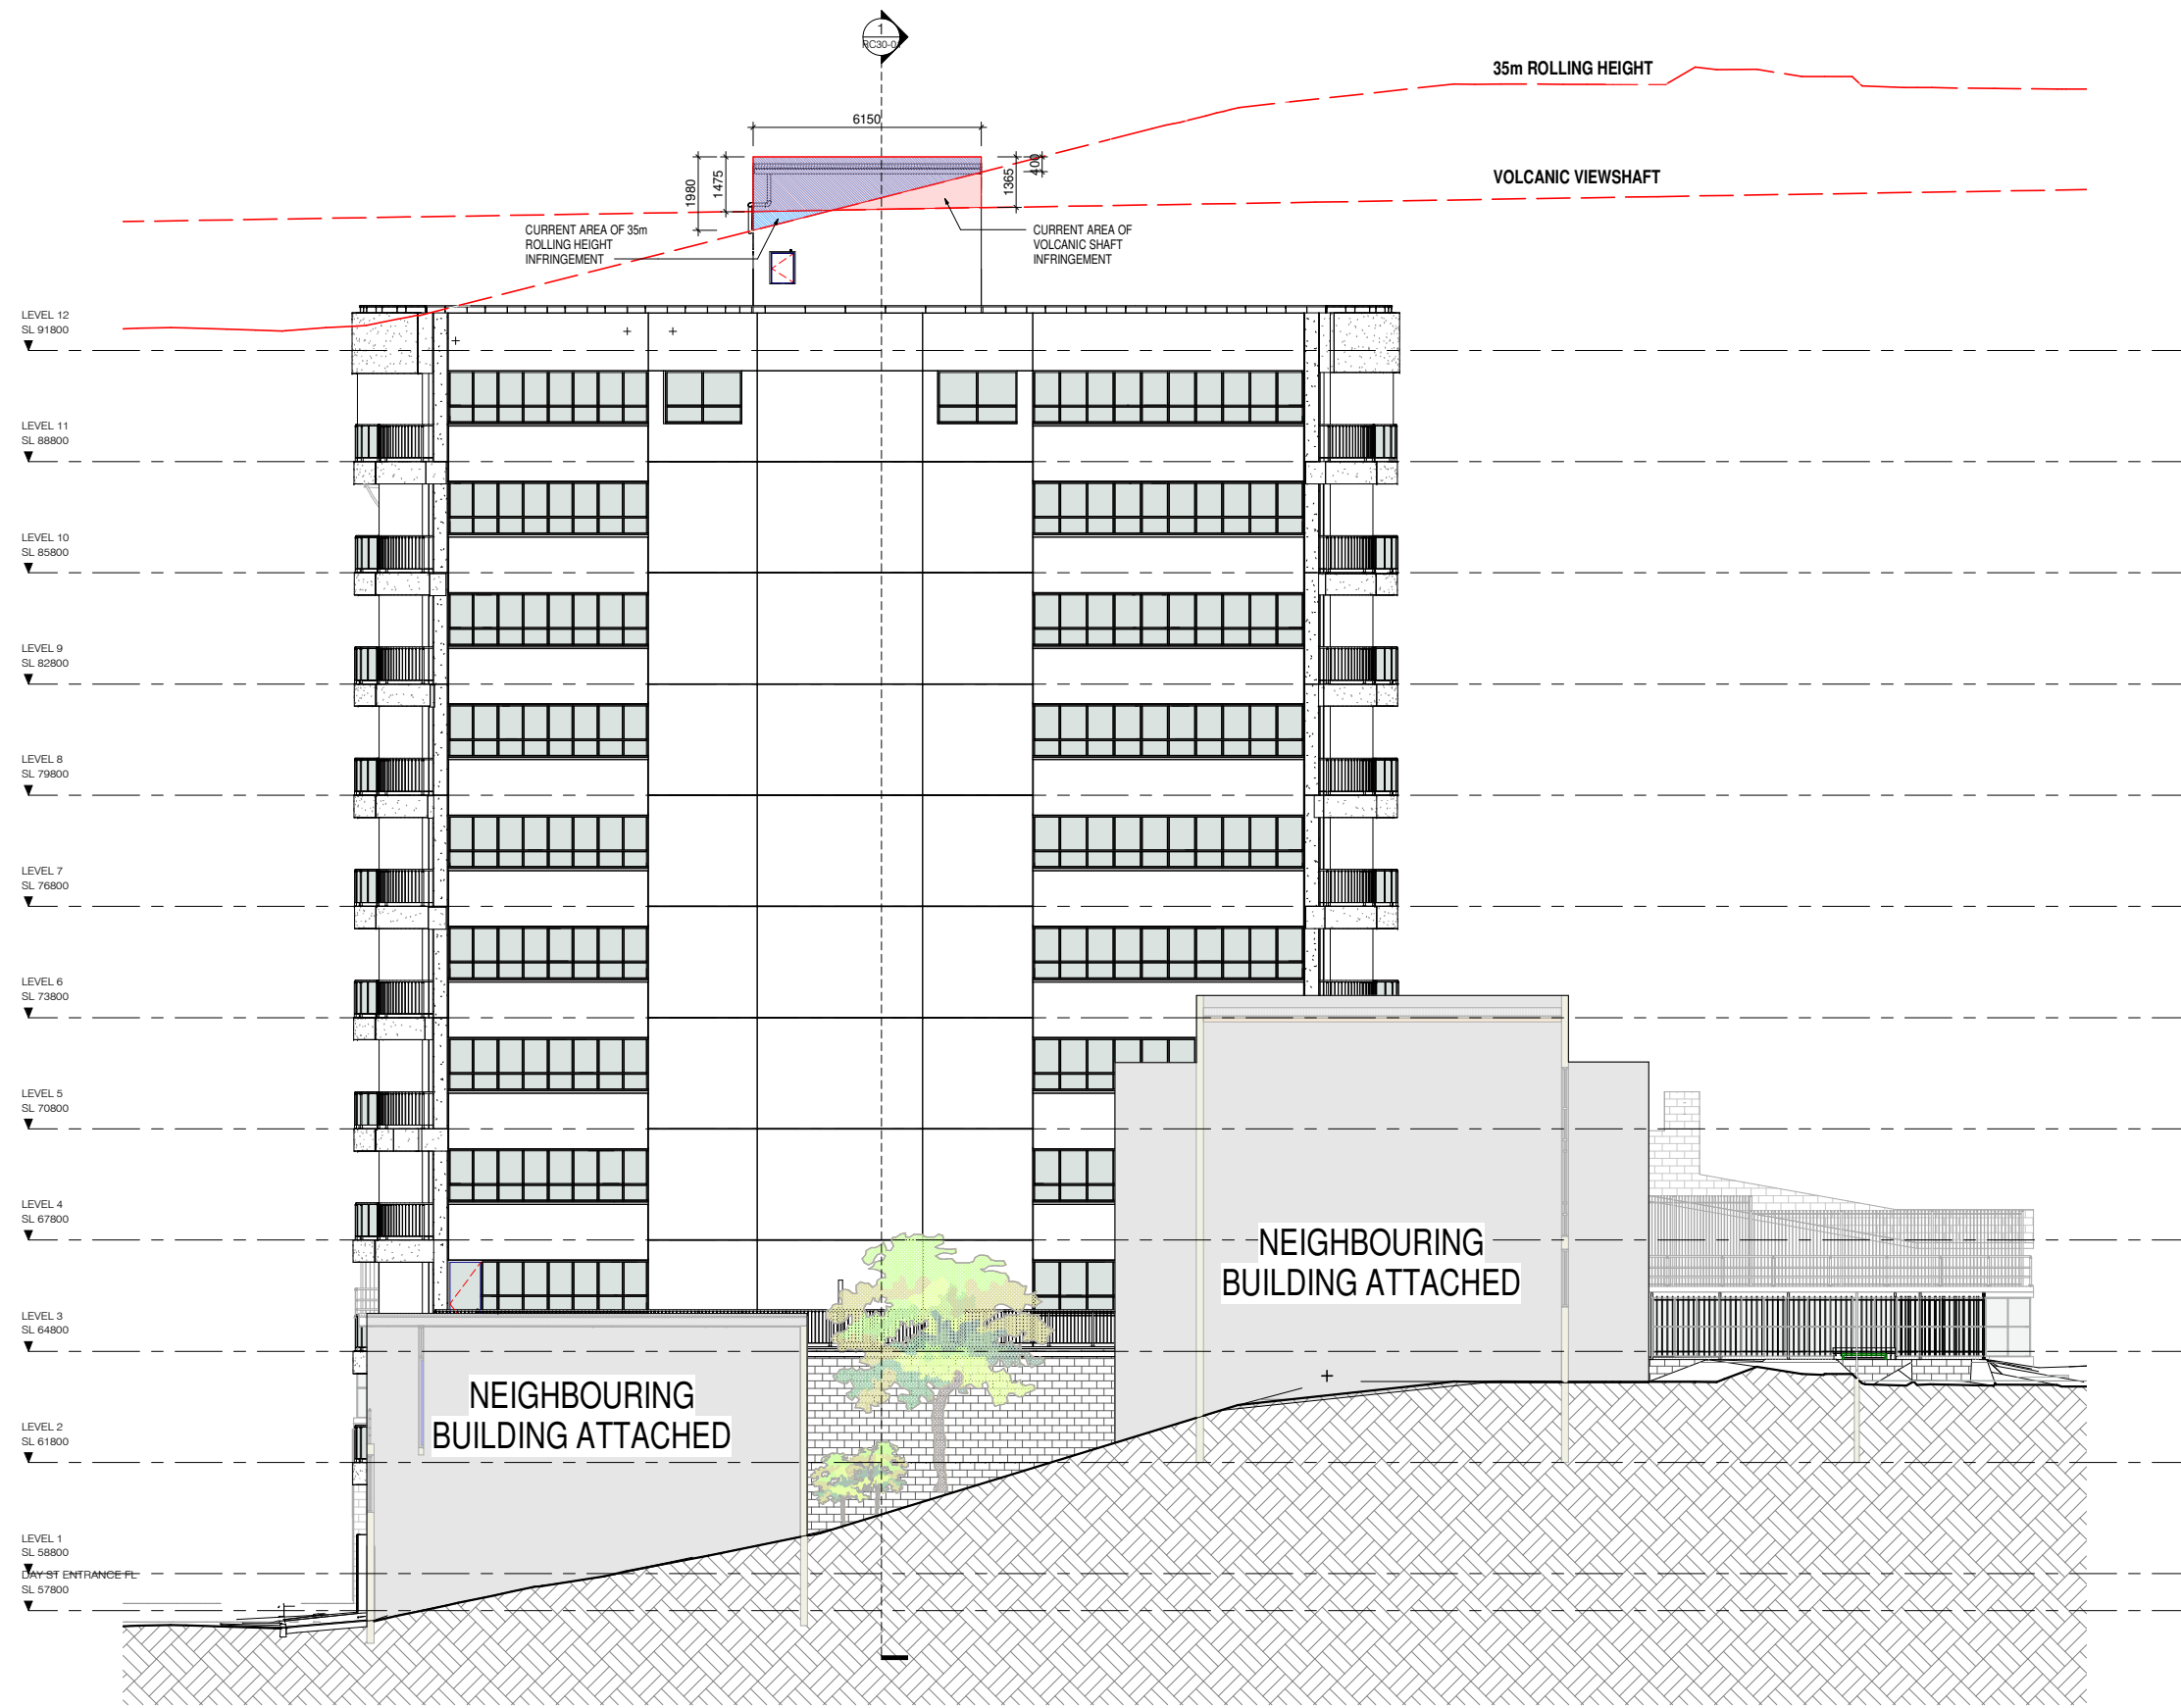 1
35m ROLLING HEIGHT
6150
1980
1475
1365
400
VOLCANIC VIEWSHAFT
CURRENT AREA OF 35m
ROLLING HEIGHT
INFRINGEMENT
CURRENT AREA OF
VOLCANIC SHAFT
INFRINGEMENT
LEVEL 12
SL 91800
LEVEL 11
SL 88800
LEVEL 10
SL 85800
LEVEL 9
SL 82800
LEVEL 8
SL 79800
LEVEL 7
SL 76800
LEVEL 6
SL 73800
LEVEL 5
SL 70800
LEVEL 4
SL 67800
NEIGHBOURING
BUILDING ATTACHED
LEVEL 3
SL 64800
NEIGHBOURING
BUILDING ATTACHED
LEVEL 2
SL 61800
LEVEL 1
SL 58800
DAY ST ENTRANCE FL
SL 57800